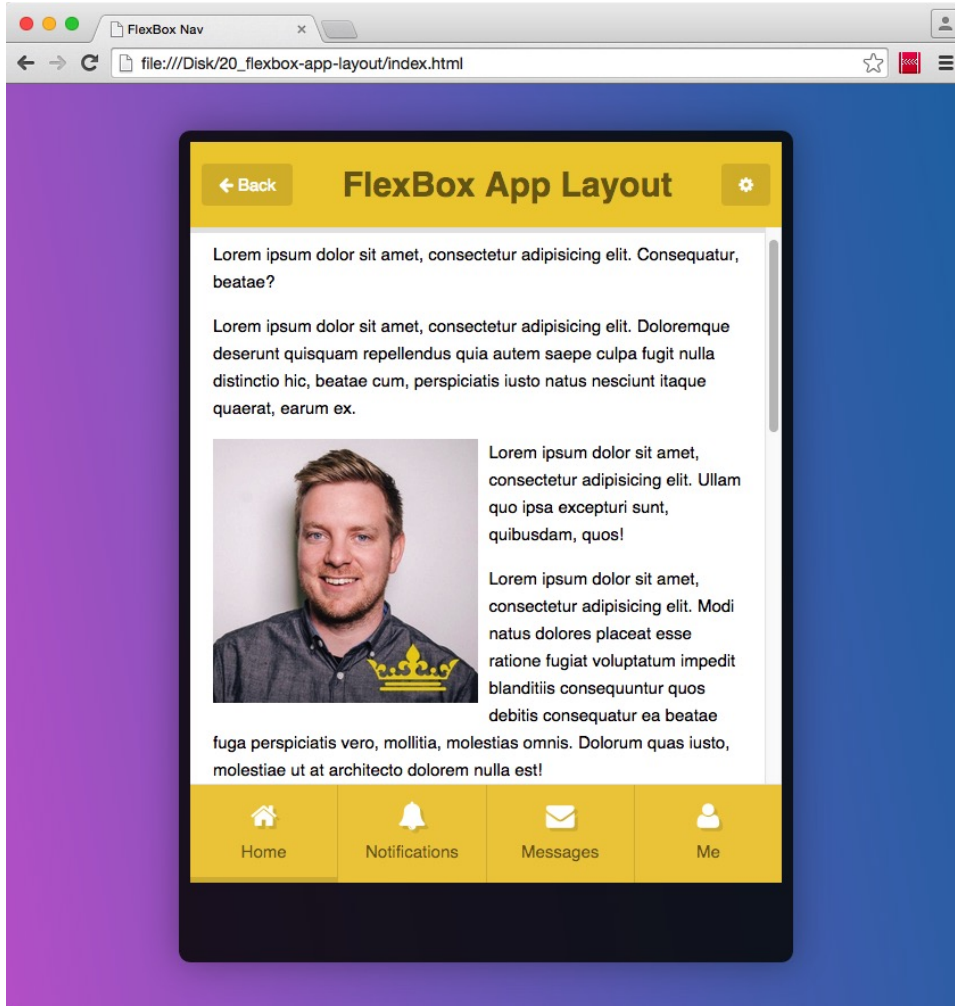 FlexBox Nav
file:///Disk/20_flexbox-app-layout/index.html
Back
FlexBox App Layout
Lorem ipsum dolor sit amet, consectetur adipisicing elit. Consequatur,
beatae?
Lorem ipsum dolor sit amet, consectetur adipisicing elit. Doloremque
deserunt quisquam repellendus quia autem saepe culpa fugit nulla
distinctio hic, beatae cum, perspiciatis iusto natus nesciunt itaque
quaerat, earum ex.
Lorem ipsum dolor sit amet,
consectetur adipisicing elit. Ullam
quo ipsa excepturi sunt,
quibusdam, quos!
Lorem ipsum dolor sit amet,
consectetur adipisicing elit. Modi
natus dolores placeat esse
ratione fugiat voluptatum impedit
blanditiis consequuntur quos
debitis consequatur ea beatae
fuga perspiciatis vero, mollitia, molestias omnis. Dolorum quas iusto,
molestiae ut at architecto dolorem nulla est!
Home
Notifications
Messages
Me